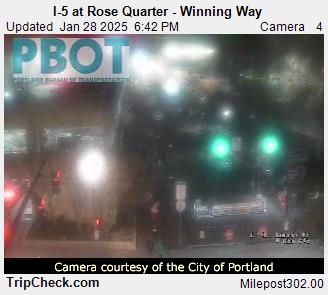 I-5 at Rose Quarter - Winning Way
Updated Jan 28 2025 6:42 PM Camera 4
PBOT
PORTLAND BUREAU OF TRANSPORTATION
Camera courtesy of the City of Portland
TripCheck.com Milepost302.00